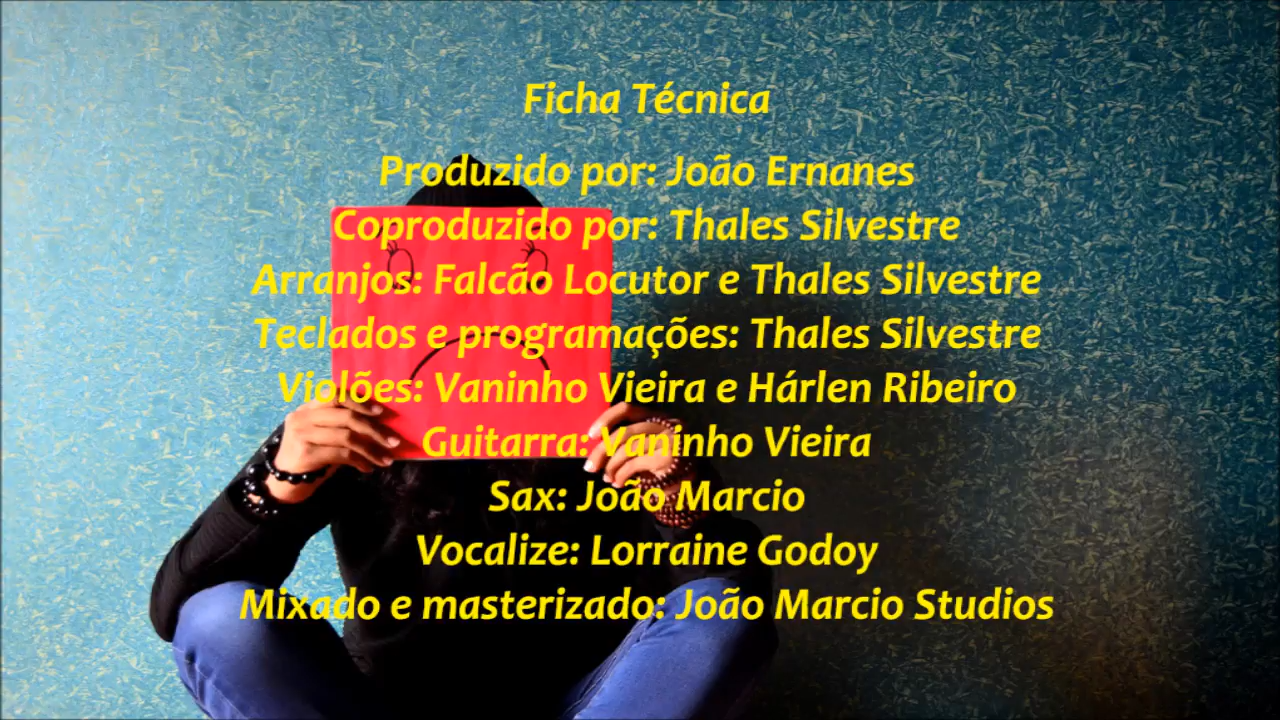 Ficha Técnica
Produzido por: João Ernanes
Coproduzido por: Thales Silvestre
Arranjos: Falcão Locutor e Thales Silvestre
Teclados e programações: Thales Silvestre
Violões: Vaninho Vieira e Hárlen Ribeiro
Guitarra: Vaninho Vieira
Sax: João Marcio
Vocalize: Lorraine Godoy
Mixado e masterizado: João Marcio Studios